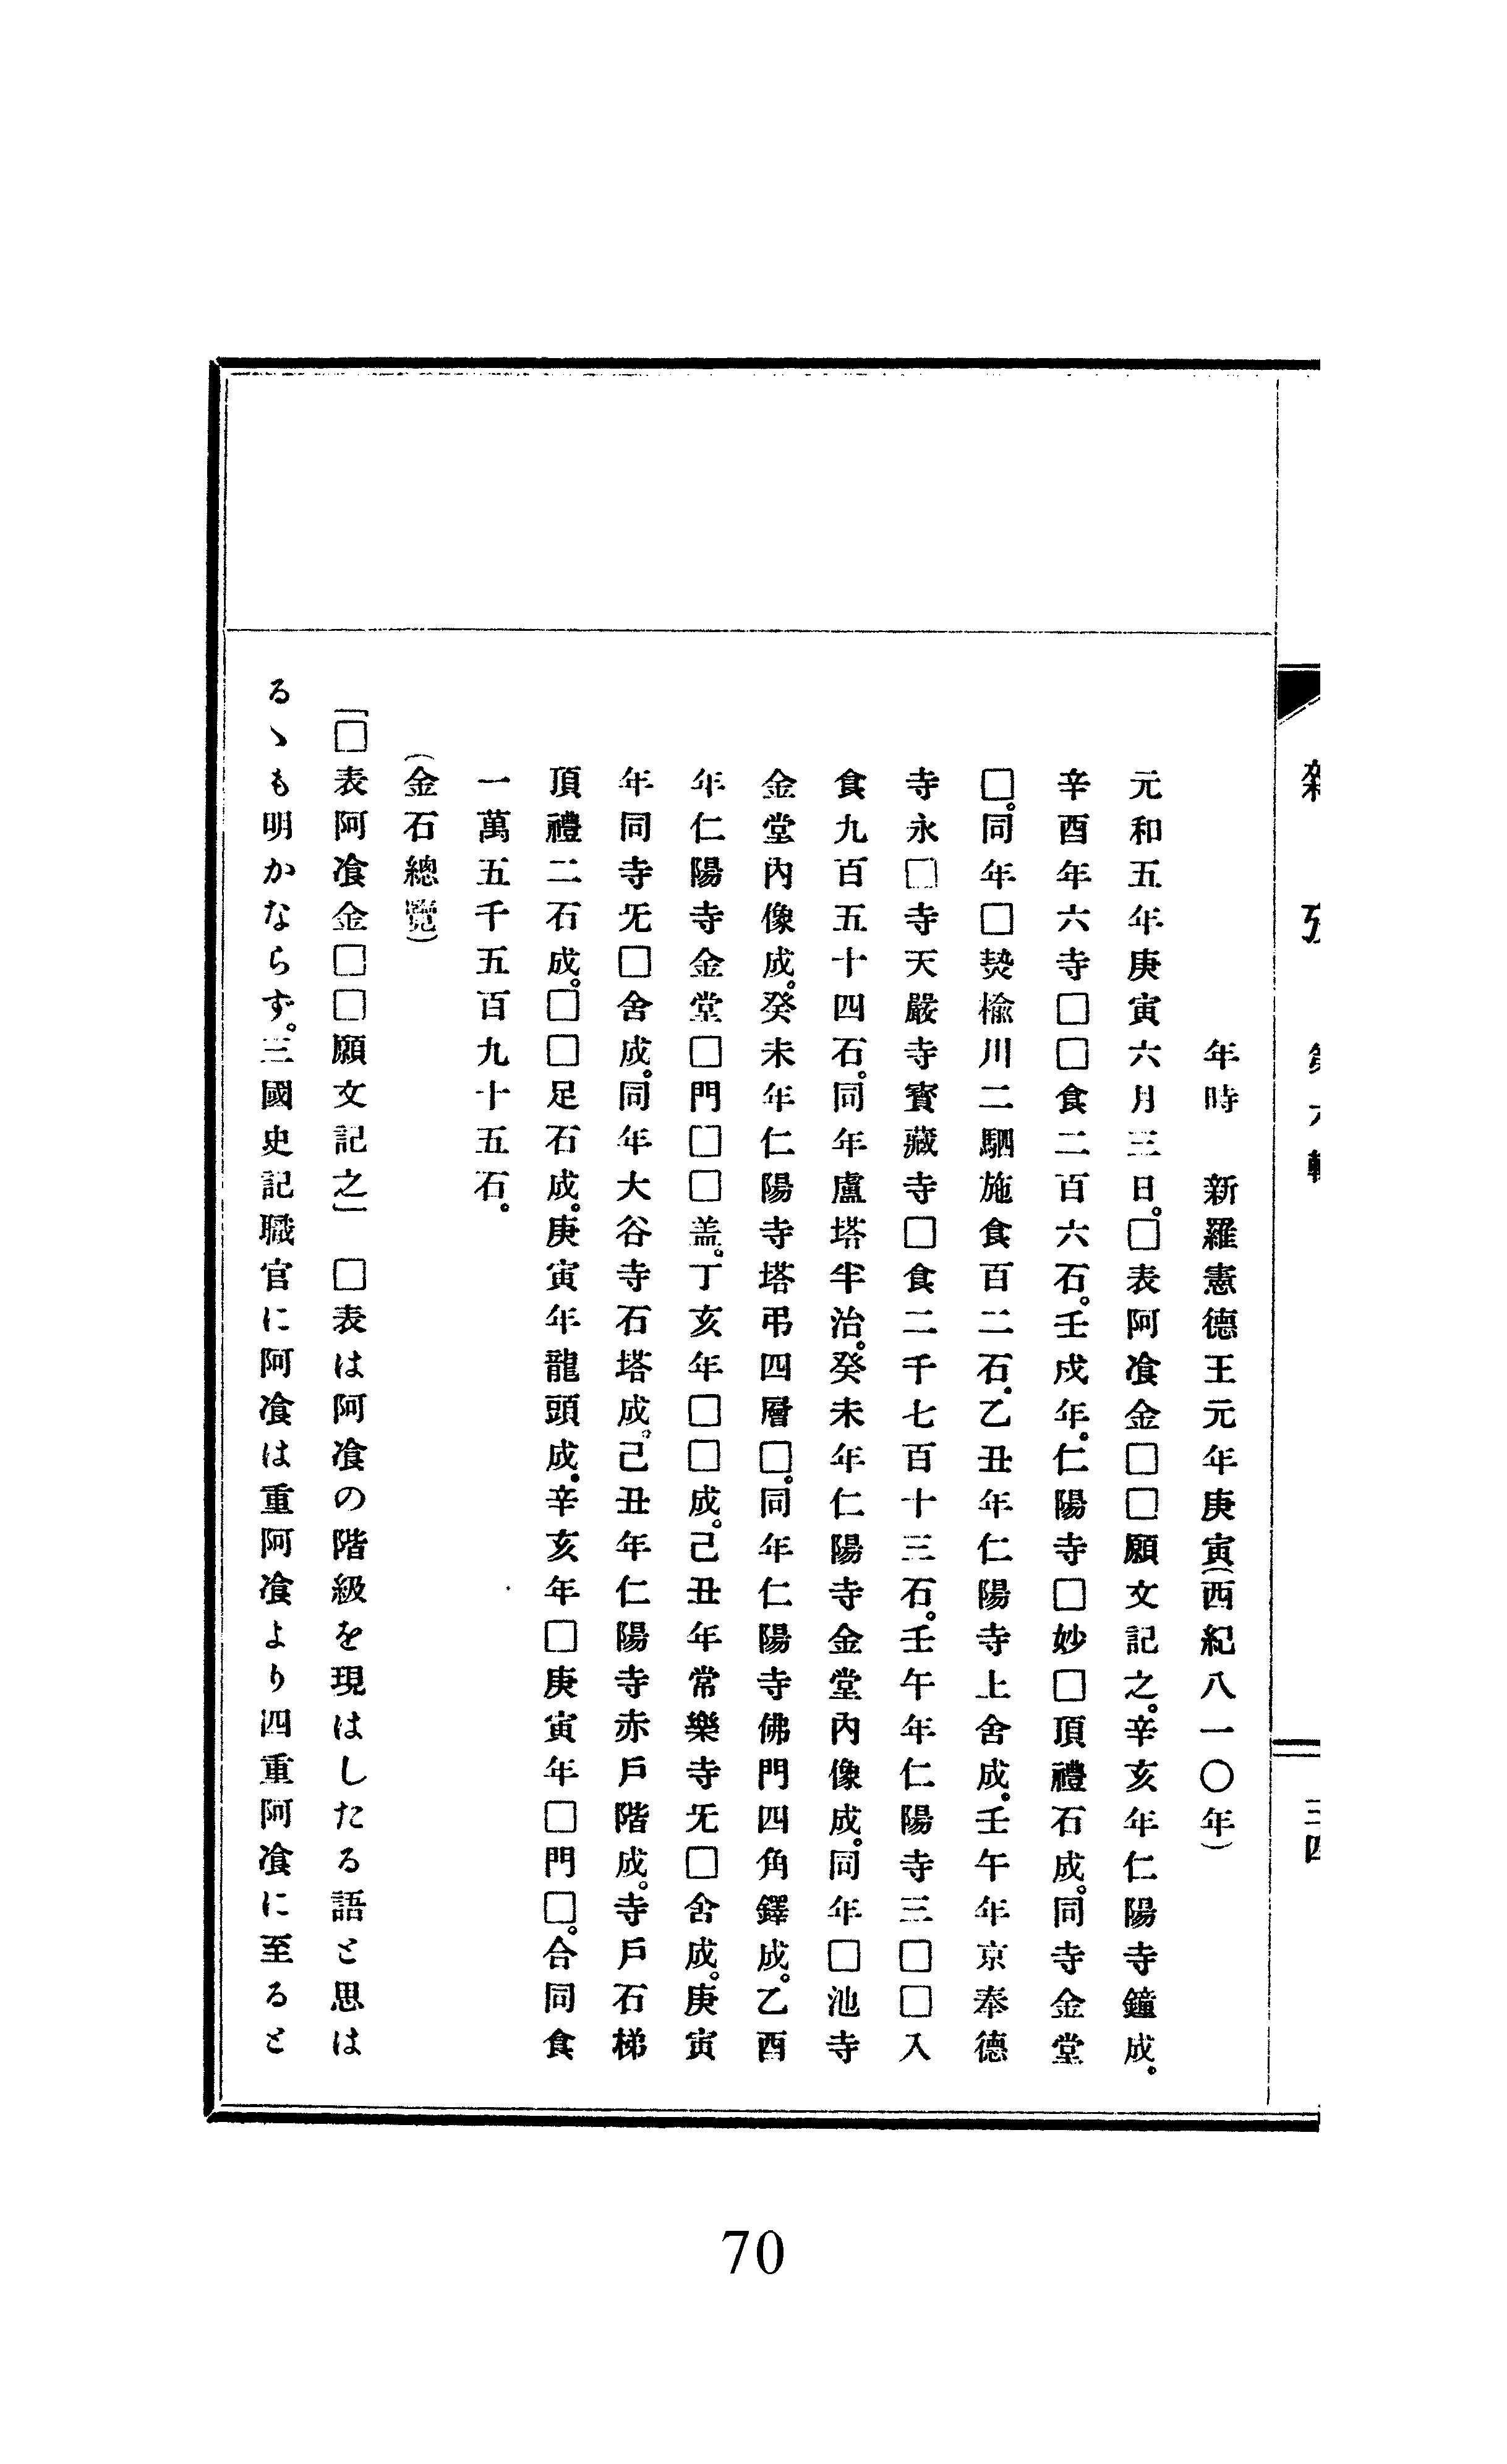 三四
年時　新羅憲德王元年庚寅(西紀八一〇年)
元和五年庚寅六月三日。□表阿飡金□□願文記之。辛亥年仁陽寺鐘成。
辛酉年六寺□□食二百六石。壬戌年。仁陽寺□妙□頂禮石成。同寺金堂
□。同年□㷊楡川二駟施食百二石。乙丑年仁陽寺上舍成。壬午年京奉德
寺永□寺天嚴寺寶藏寺□食二千七百十三石。壬午年仁陽寺三□□入
食九百五十四石。同年盧塔半治。癸未年仁陽寺金堂內像成。同年□池寺
金堂內像成。癸未年仁陽寺塔弔四層□。同年仁陽寺佛門四角鐸成。乙酉
年仁陽寺金堂□門□□盖。丁亥年□□成。己丑年常樂寺无□舍成。庚寅
年同寺无□舍成。同年大谷寺石塔成。己丑年仁陽寺赤戶階成。寺戶石梯
頂禮二石成。□□足石成。庚寅年龍頭成。辛亥年□庚寅年□門□。合同食
一萬五千五百九十五石。
(金石總覽)
「□表阿飡金□□願文記之」　□表は阿飡の階級を現はしたる語と思は
るゝも明かならず。三國史記職官に阿飡は重阿飡より四重阿飡に至ると
70